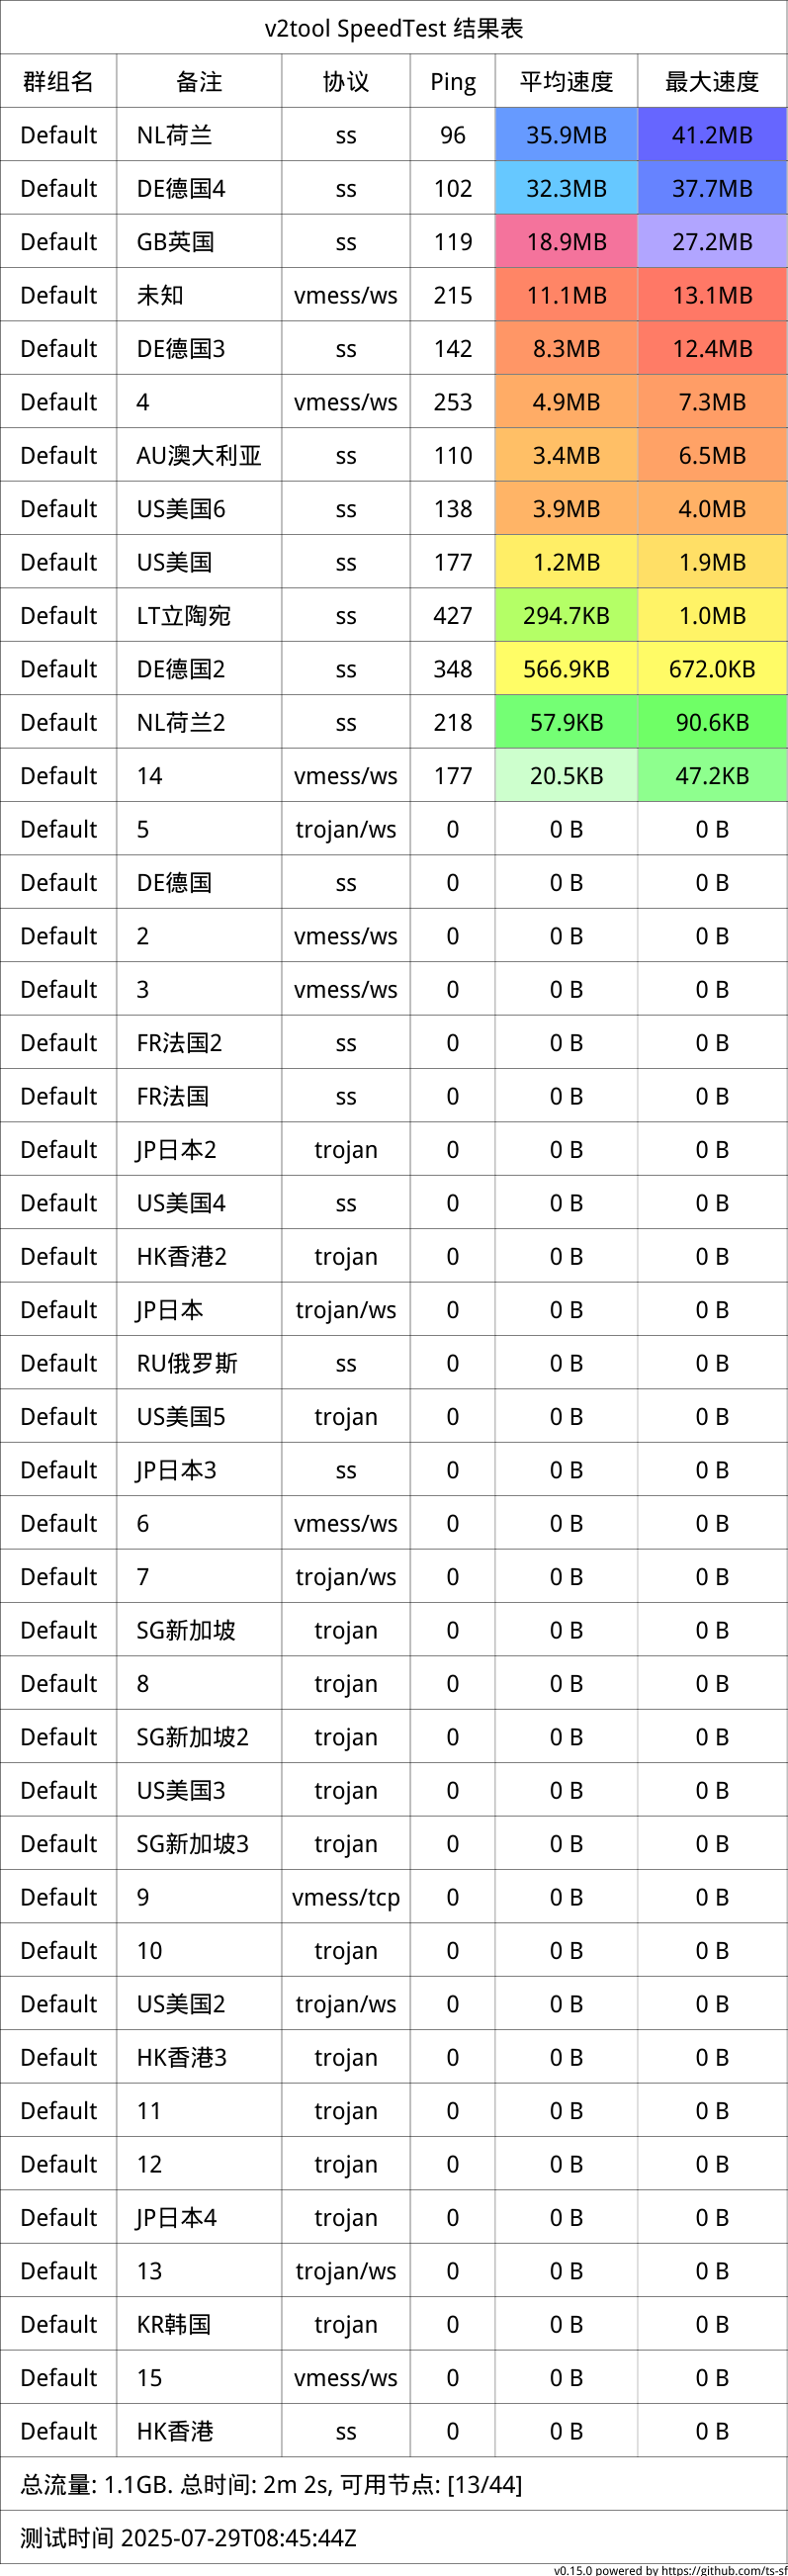 v2tool SpeedTest 结果表
群组名 备注 协议 Ping 平均速度 最大速度
Default NL荷兰 ss 96 35.9MB 41.2MB
Default DE德国4 ss 102 32.3MB 37.7MB
Default GB英国 ss 119 18.9MB 27.2MB
Default 未知 vmess/ws 215 11.1MB 13.1MB
Default DE德国3 ss 142 8.3MB 12.4MB
Default 4 vmess/ws 253 4.9MB 7.3MB
Default AU澳大利亚 ss 110 3.4MB 6.5MB
Default US美国6 ss 138 3.9MB 4.0MB
Default US美国 ss 177 1.2MB 1.9MB
Default LT立陶宛 ss 427 294.7KB 1.0MB
Default DE德国2 ss 348 566.9KB 672.0KB
Default NL荷兰2 ss 218 57.9KB 90.6KB
Default 14 vmess/ws 177 20.5KB 47.2KB
Default 5 trojan/ws 0 0 B 0 B
Default DE德国 ss 0 0 B 0 B
Default 2 vmess/ws 0 0 B 0 B
Default 3 vmess/ws 0 0 B 0 B
Default FR法国2 ss 0 0 B 0 B
Default FR法国 ss 0 0 B 0 B
Default JP日本2 trojan 0 0 B 0 B
Default US美国4 ss 0 0 B 0 B
Default HK香港2 trojan 0 0 B 0 B
Default JP日本 trojan/ws 0 0 B 0 B
Default RU俄罗斯 ss 0 0 B 0 B
Default US美国5 trojan 0 0 B 0 B
Default JP日本3 ss 0 0 B 0 B
Default 6 vmess/ws 0 0 B 0 B
Default 7 trojan/ws 0 0 B 0 B
Default SG新加坡 trojan 0 0 B 0 B
Default 8 trojan 0 0 B 0 B
Default SG新加坡2 trojan 0 0 B 0 B
Default US美国3 trojan 0 0 B 0 B
Default SG新加坡3 trojan 0 0 B 0 B
Default 9 vmess/tcp 0 0 B 0 B
Default 10 trojan 0 0 B 0 B
Default US美国2 trojan/ws 0 0 B 0 B
Default HK香港3 trojan 0 0 B 0 B
Default 11 trojan 0 0 B 0 B
Default 12 trojan 0 0 B 0 B
Default JP日本4 trojan 0 0 B 0 B
Default 13 trojan/ws 0 0 B 0 B
Default KR韩国 trojan 0 0 B 0 B
Default 15 vmess/ws 0 0 B 0 B
Default HK香港 ss 0 0 B 0 B
总流量: 1.1GB. 总时间: 2m 2s, 可用节点: [13/44]
测试时间 2025-07-29T08:45:44Z
v0.15.0 powered by https://github.com/ts-sf